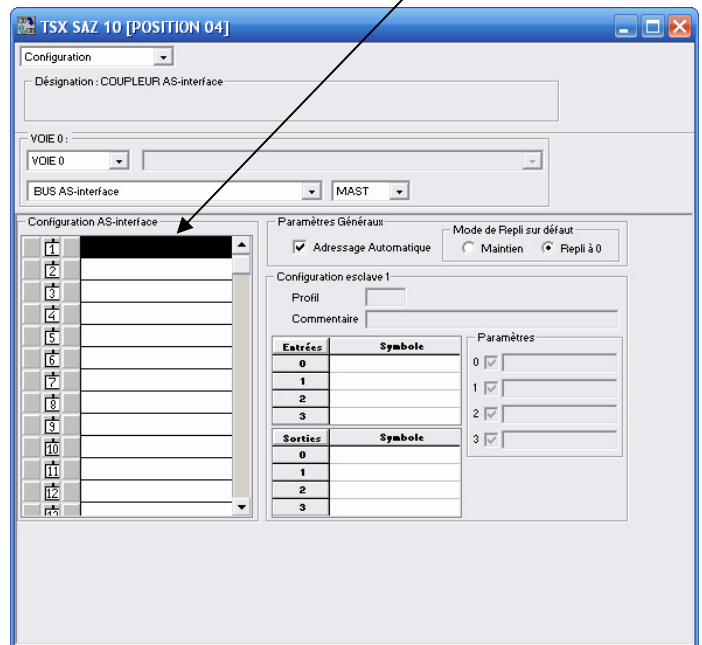 TSX SAZ 10 [POSITION 04]
Configuration
Désignation : COUPLEUR AS-interface
VOIE 0 :
VOIE 0
BUS AS-interface
MAST
Configuration AS-interface
1
2
3
4
5
6
7
8
9
10
11
12
13
Paramètres Généraux
Adressage Automatique
Mode de Repli sur défaut
Maintien
Repli à 0
Configuration esclave 1
Profil
Commentaire
Entrées Symbole
0
1
2
3
Sorties Symbole
0
1
2
3
Paramètres
0
1
2
3